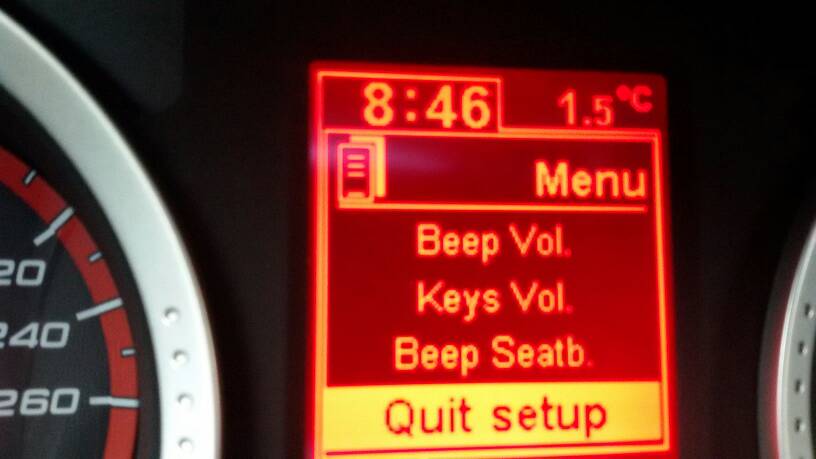 8:46 1.5°C
Menu
Beep Vol.
Keys Vol.
Beep Seatb.
Quit setup
20
240
260